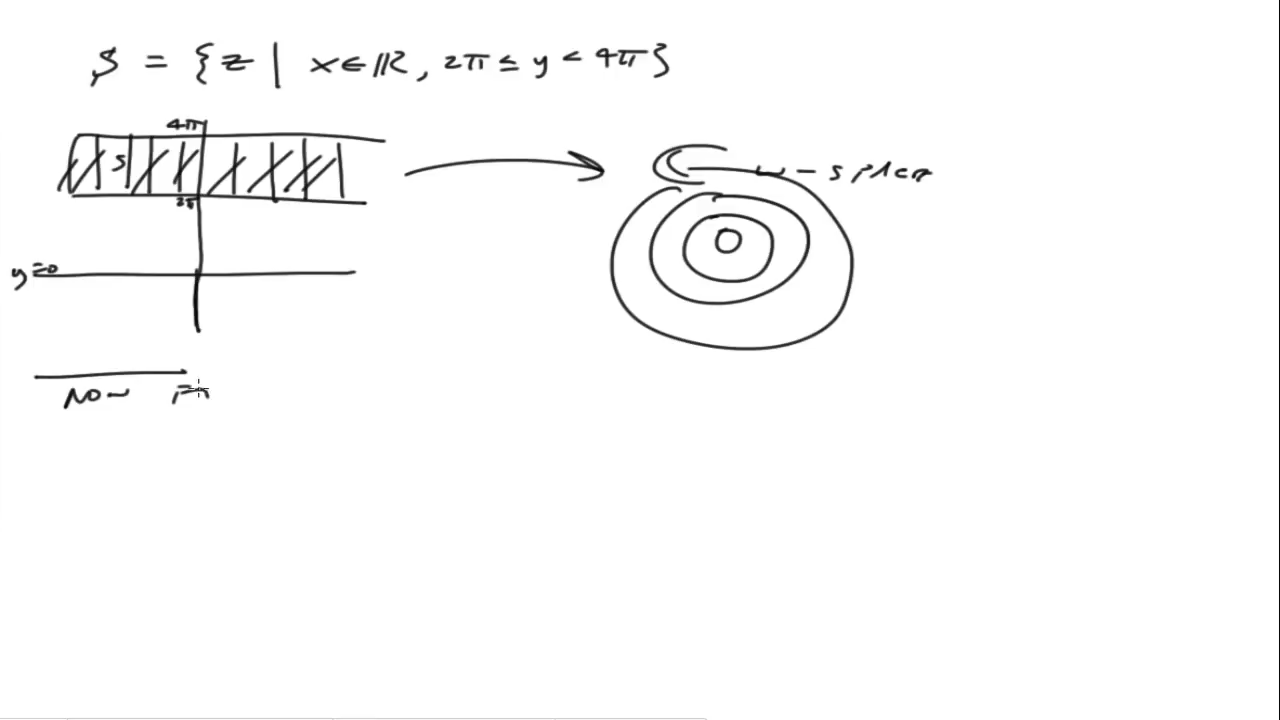 S = {z | x ∈ ℝ, 2π ≤ y < 4π}
4π
S
w - space
2π
y=0
Now